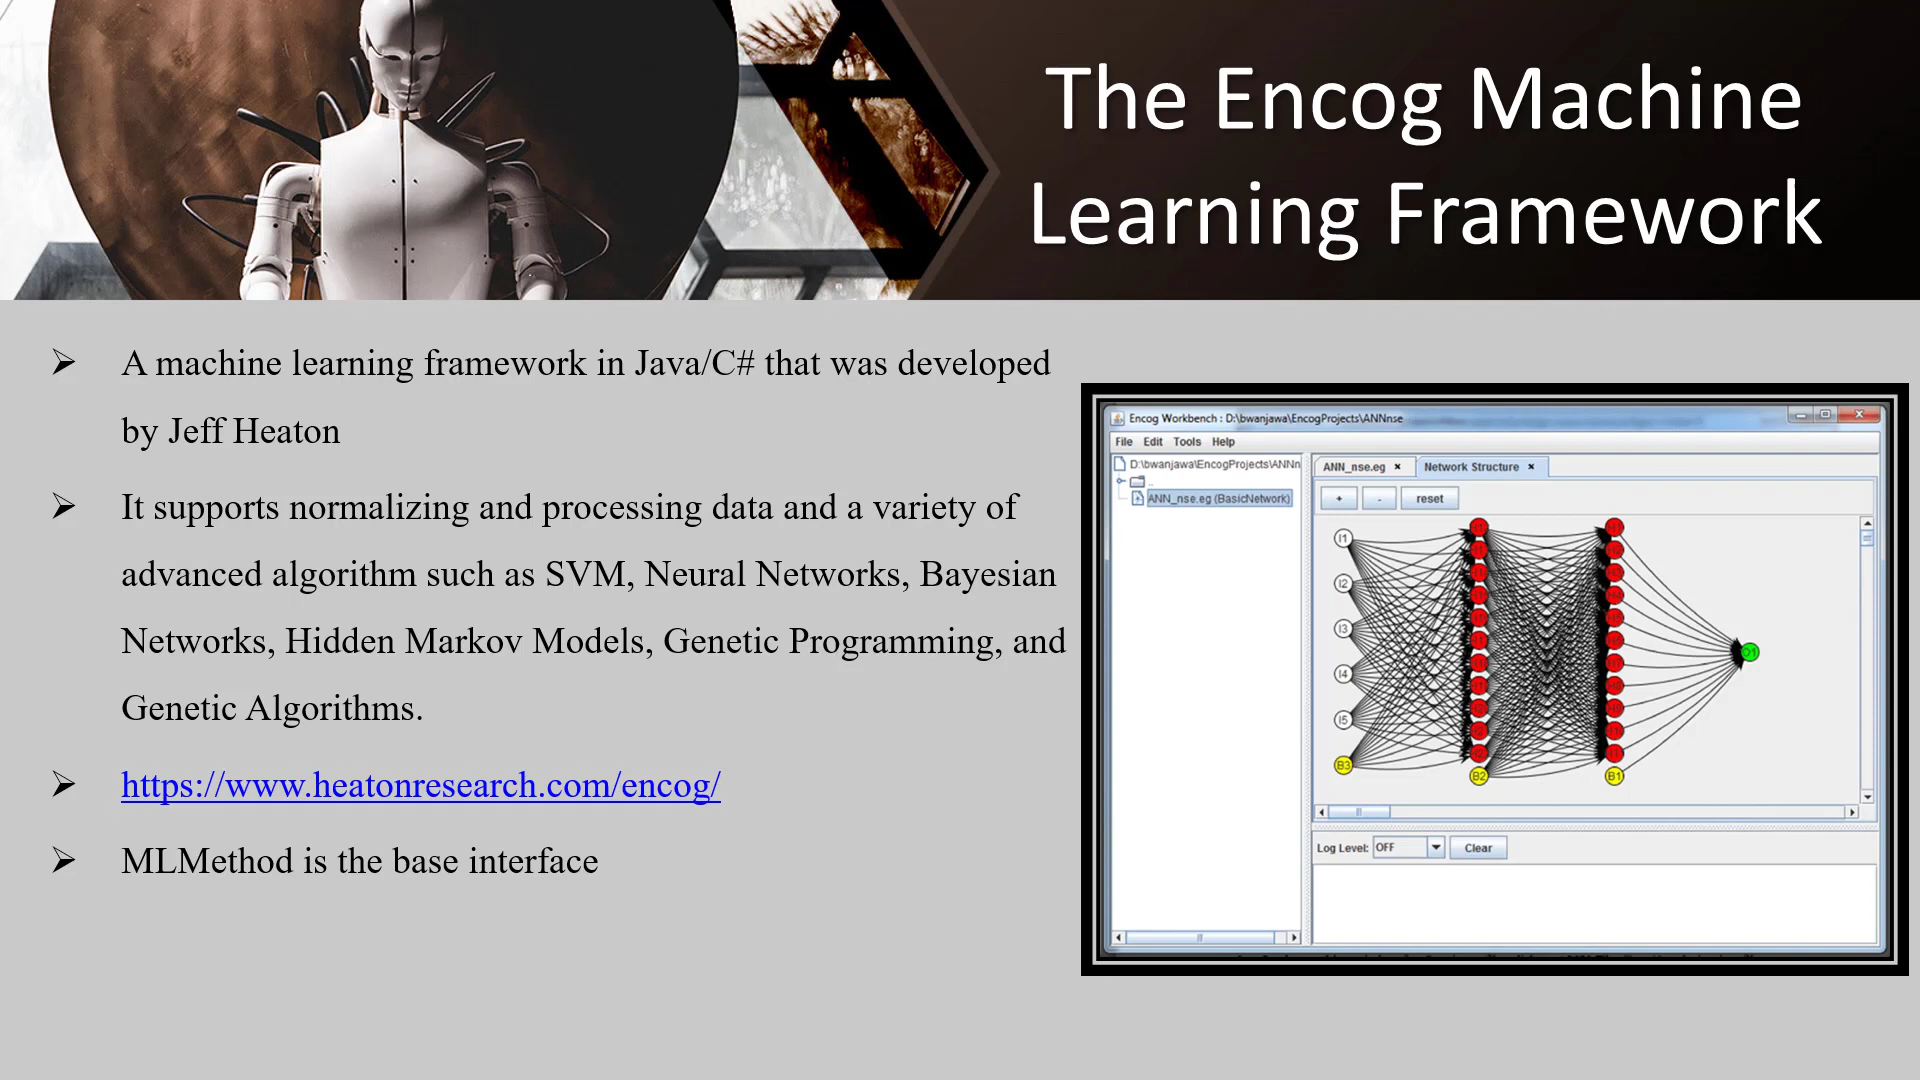 The Encog Machine
Learning Framework
A machine learning framework in Java/C# that was developed
by Jeff Heaton
It supports normalizing and processing data and a variety of
advanced algorithm such as SVM, Neural Networks, Bayesian
Networks, Hidden Markov Models, Genetic Programming, and
Genetic Algorithms.
https://www.heatonresearch.com/encog/
MLMethod is the base interface
Encog Workbench : D:\bwanjawa\EncogProjects\ANNnse
File Edit Tools Help
D:\bwanjawa\EncogProjects\ANNn
..
ANN_nse.eg (BasicNetwork)
ANN_nse.eg × Network Structure ×
+ - reset
I1
I2
I3
I4
I5
B3
B2
B1
O1
Log Level: OFF Clear